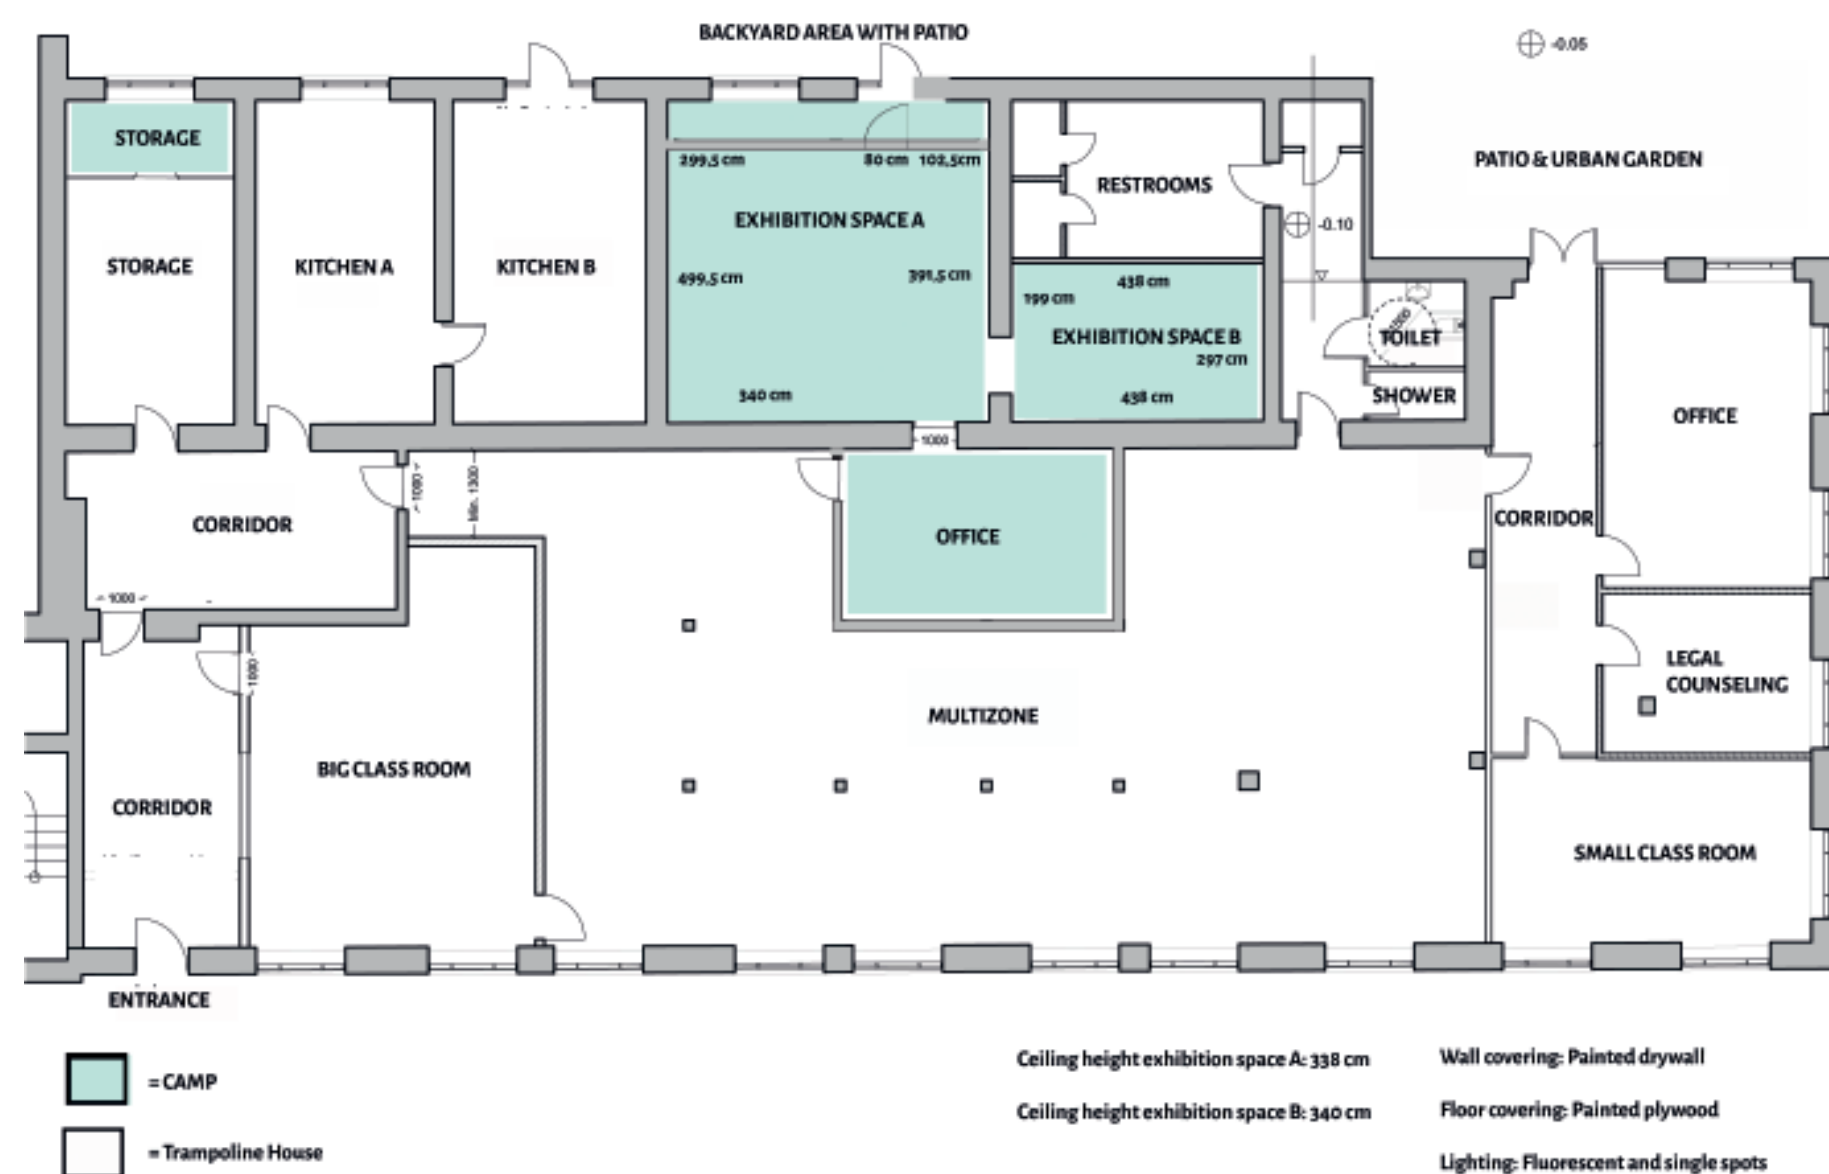 BACKYARD AREA WITH PATIO
-0.05
STORAGE
299,5 cm
80 cm
102,5cm
PATIO & URBAN GARDEN
RESTROOMS
EXHIBITION SPACE A
-0.10
STORAGE
KITCHEN A
KITCHEN B
499,5 cm
391,5 cm
438 cm
199 cm
EXHIBITION SPACE B
297 cm
TOILET
340 cm
438 cm
SHOWER
OFFICE
1000
1000
Min. 1300
CORRIDOR
OFFICE
CORRIDOR
1000
1000
LEGAL
COUNSELING
MULTIZONE
BIG CLASS ROOM
CORRIDOR
SMALL CLASS ROOM
ENTRANCE
= CAMP
= Trampoline House
Ceiling height exhibition space A: 338 cm
Ceiling height exhibition space B: 340 cm
Wall covering: Painted drywall
Floor covering: Painted plywood
Lighting: Fluorescent and single spots